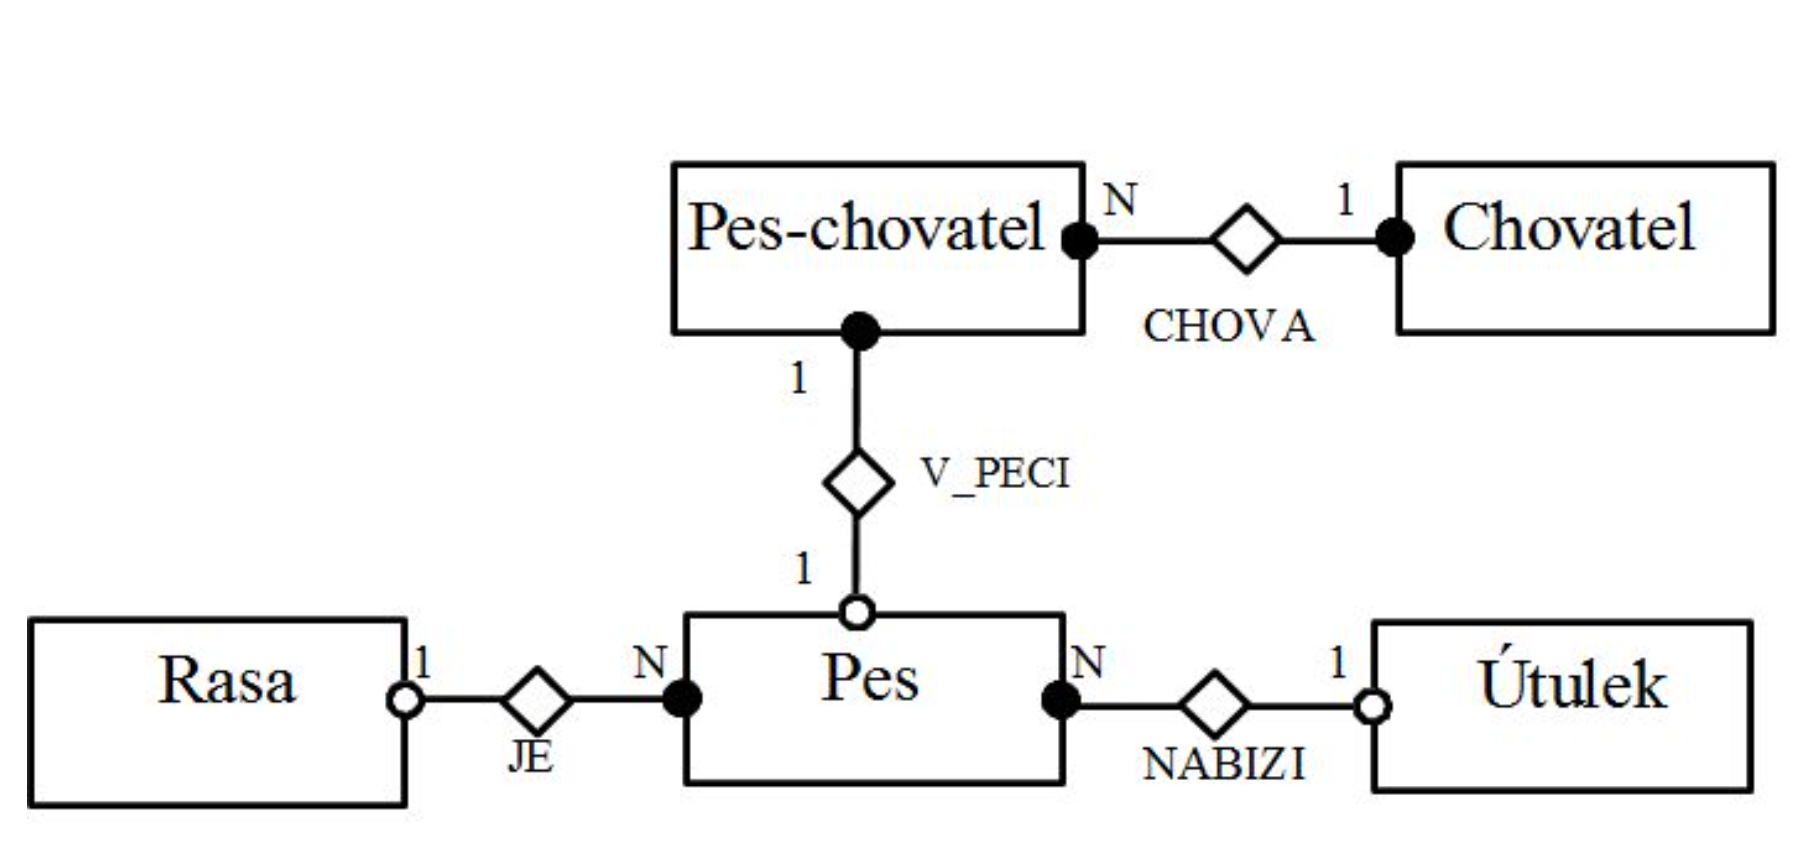 Pes-chovatel
N
1
Chovatel
CHOVA
1
V_PECI
1
Rasa
1
N
JE
Pes
N
1
NABIZI
Útulek